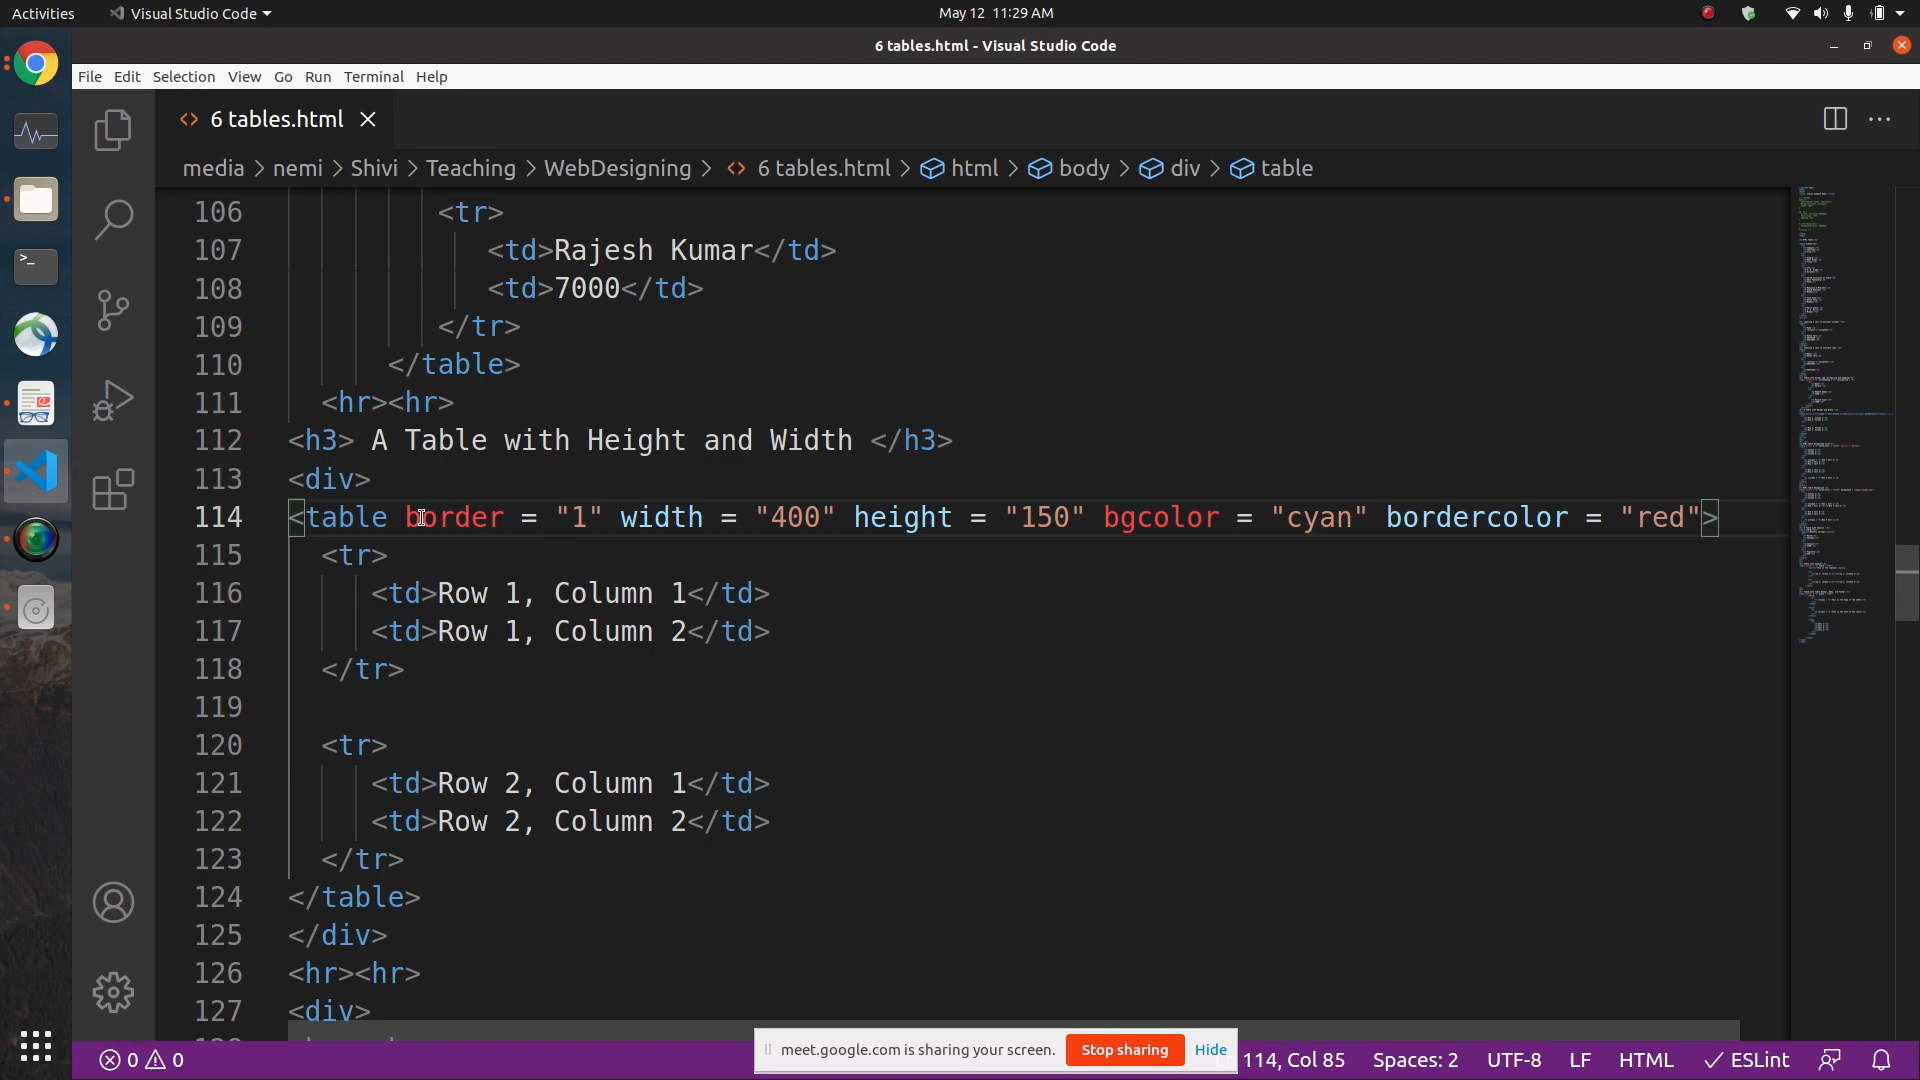 Activities Visual Studio Code May 12 11:29 AM
6 tables.html - Visual Studio Code
File Edit Selection View Go Run Terminal Help
6 tables.html
media > nemi > Shivi > Teaching > WebDesigning > 6 tables.html > html > body > div > table
106 <tr>
107 <td>Rajesh Kumar</td>
108 <td>7000</td>
109 </tr>
110 </table>
111 <hr><hr>
112 <h3> A Table with Height and Width </h3>
113 <div>
114 <table border = "1" width = "400" height = "150" bgcolor = "cyan" bordercolor = "red">
115 <tr>
116 <td>Row 1, Column 1</td>
117 <td>Row 1, Column 2</td>
118 </tr>
119
120 <tr>
121 <td>Row 2, Column 1</td>
122 <td>Row 2, Column 2</td>
123 </tr>
124 </table>
125 </div>
126 <hr><hr>
127 <div>
meet.google.com is sharing your screen. Stop sharing Hide
0 0 114, Col 85 Spaces: 2 UTF-8 LF HTML ESLint